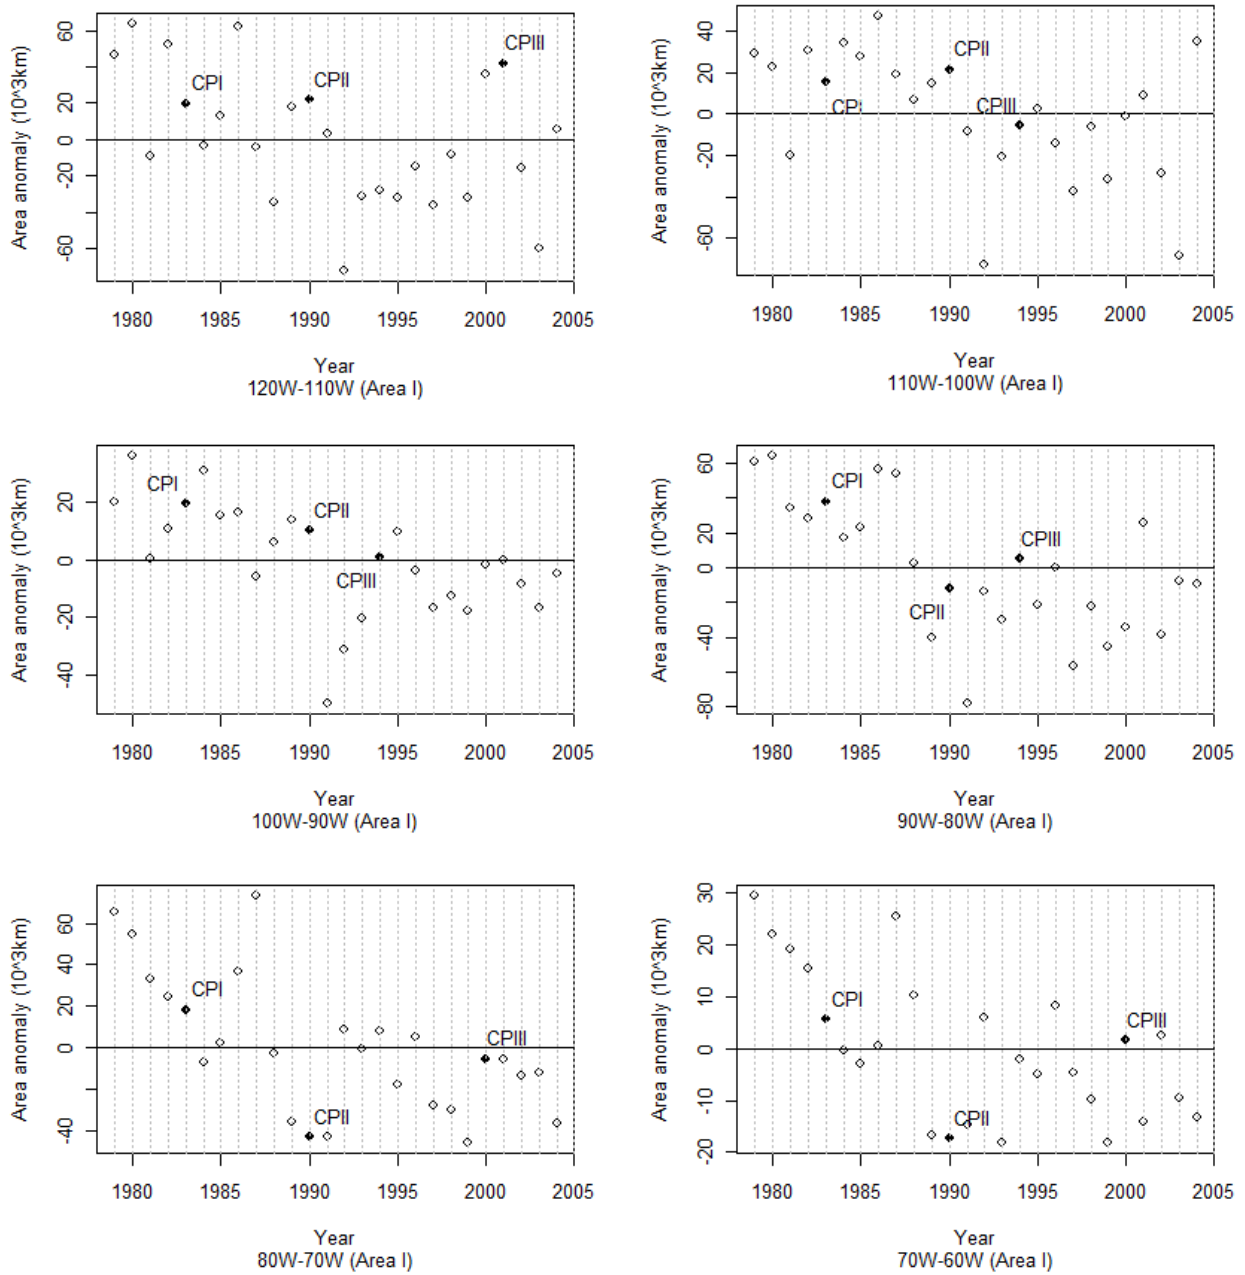 Area anomaly (10^3km)
60
20
0
-20
-60
CPI
CPII
CPIII
1980 1985 1990 1995 2000 2005
Year
120W-110W (Area I)
Area anomaly (10^3km)
40
20
0
-20
-60
CPI
CPII
CPIII
1980 1985 1990 1995 2000 2005
Year
110W-100W (Area I)
Area anomaly (10^3km)
20
0
-20
-40
CPI
CPII
CPIII
1980 1985 1990 1995 2000 2005
Year
100W-90W (Area I)
Area anomaly (10^3km)
60
20
0
-40
-80
CPI
CPII
CPIII
1980 1985 1990 1995 2000 2005
Year
90W-80W (Area I)
Area anomaly (10^3km)
60
40
20
0
-40
CPI
CPII
CPIII
1980 1985 1990 1995 2000 2005
Year
80W-70W (Area I)
Area anomaly (10^3km)
30
20
10
0
-10
-20
CPI
CPII
CPIII
1980 1985 1990 1995 2000 2005
Year
70W-60W (Area I)